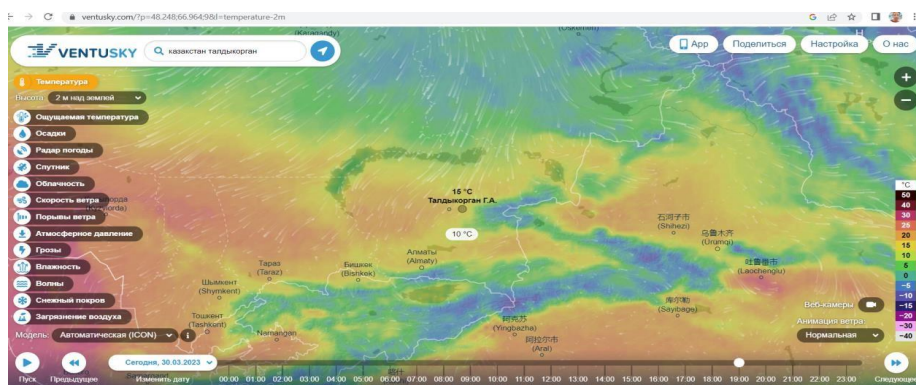 ventusky.com/?p=48.248;66.964;9&l=temperature-2m
VENTUSKY
казакстан талдыкорган
App
Поделиться
Настройка
О нас
Температура
Высота
2 м над землей
Ощущаемая температура
Осадки
Радар погоды
Спутник
Облачность
Скорость ветра
Порывы ветра
Атмосферное давление
Грозы
Влажность
Волны
Снежный покров
Загрязнение воздуха
Модель:
Автоматическая (ICON)
(Karagandy)
(Oskemen)
15 °C
Талдыкорган Г.А.
10 °C
Алматы
(Almaty)
Бишкек
(Bishkek)
Тараз
(Taraz)
Шымкент
(Shymkent)
Тошкент
(Tashkent)
Namangan
石河子市
(Shihezi)
乌鲁木齐
(Ürümqi)
吐鲁番市
(Laochengiu)
库尔勒
(Sayibage)
阿克苏
(Yingbazha)
阿拉尔市
(Aral)
°C
50
40
30
25
20
15
10
5
0
−5
−10
−15
−20
−30
−40
Веб-камеры
Анимация ветра:
Нормальная
Пуск
Предыдущее
Сегодня, 30.03.2023
Изменить дату
00:00 01:00 02:00 03:00 04:00 05:00 06:00 07:00 08:00 09:00 10:00 11:00 12:00 13:00 14:00 15:00 16:00 17:00 18:00 19:00 20:00 21:00 22:00 23:00
Следующее